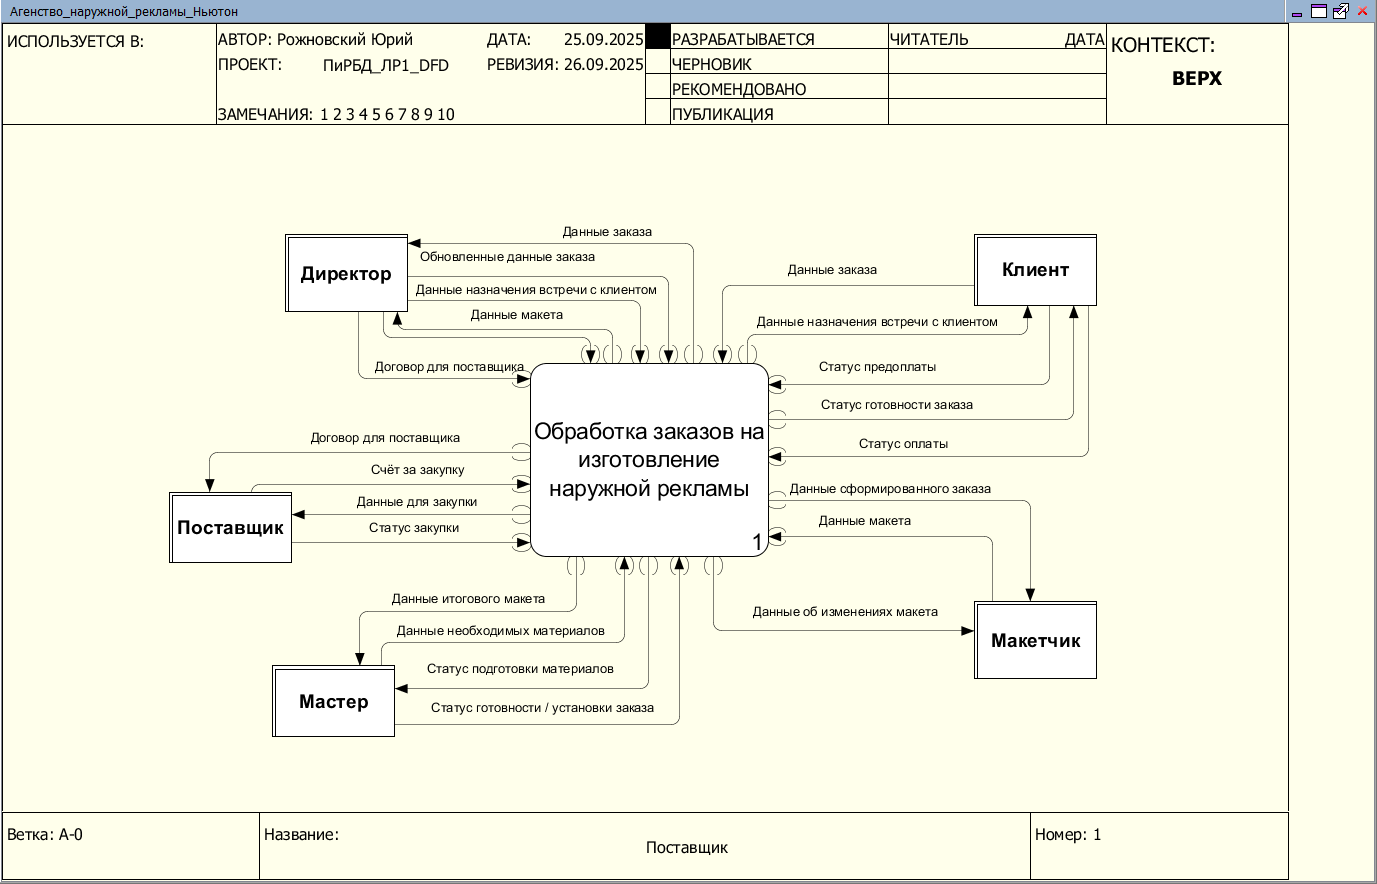 Агенство_наружной_рекламы_Ньютон
ИСПОЛЬЗУЕТСЯ В:
АВТОР: Рожновский Юрий
ДАТА: 25.09.2025
ПРОЕКТ: ПиРБД_ЛР1_DFD
РЕВИЗИЯ: 26.09.2025
ЗАМЕЧАНИЯ: 1 2 3 4 5 6 7 8 9 10
РАЗРАБАТЫВАЕТСЯ
ЧЕРНОВИК
РЕКОМЕНДОВАНО
ПУБЛИКАЦИЯ
ЧИТАТЕЛЬ ДАТА
КОНТЕКСТ:
ВЕРХ
Данные заказа
Обновленные данные заказа
Директор
Данные назначения встречи с клиентом
Данные макета
Договор для поставщика
Клиент
Данные заказа
Данные назначения встречи с клиентом
Статус предоплаты
Статус готовности заказа
Статус оплаты
Обработка заказов на
изготовление
наружной рекламы
1
Договор для поставщика
Счёт за закупку
Данные для закупки
Статус закупки
Поставщик
Данные сформированного заказа
Данные макета
Данные об изменениях макета
Макетчик
Данные итогового макета
Данные необходимых материалов
Статус подготовки материалов
Статус готовности / установки заказа
Мастер
Ветка: A-0
Название:
Поставщик
Номер: 1